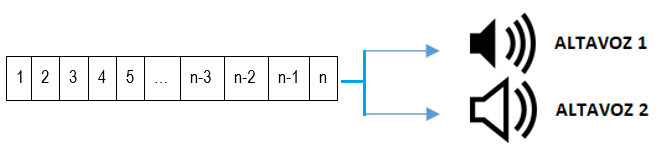 ALTAVOZ 1
1 2 3 4 5 ... n-3 n-2 n-1 n
ALTAVOZ 2